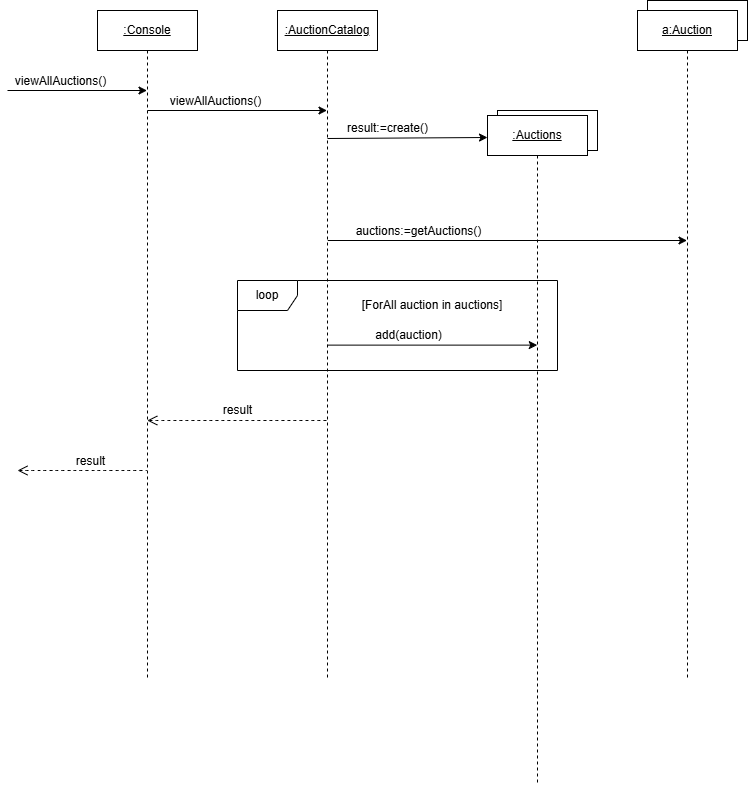 :Console
:AuctionCatalog
a:Auction
viewAllAuctions()
viewAllAuctions()
result:=create()
:Auctions
auctions:=getAuctions()
loop
[ForAll auction in auctions]
add(auction)
result
result